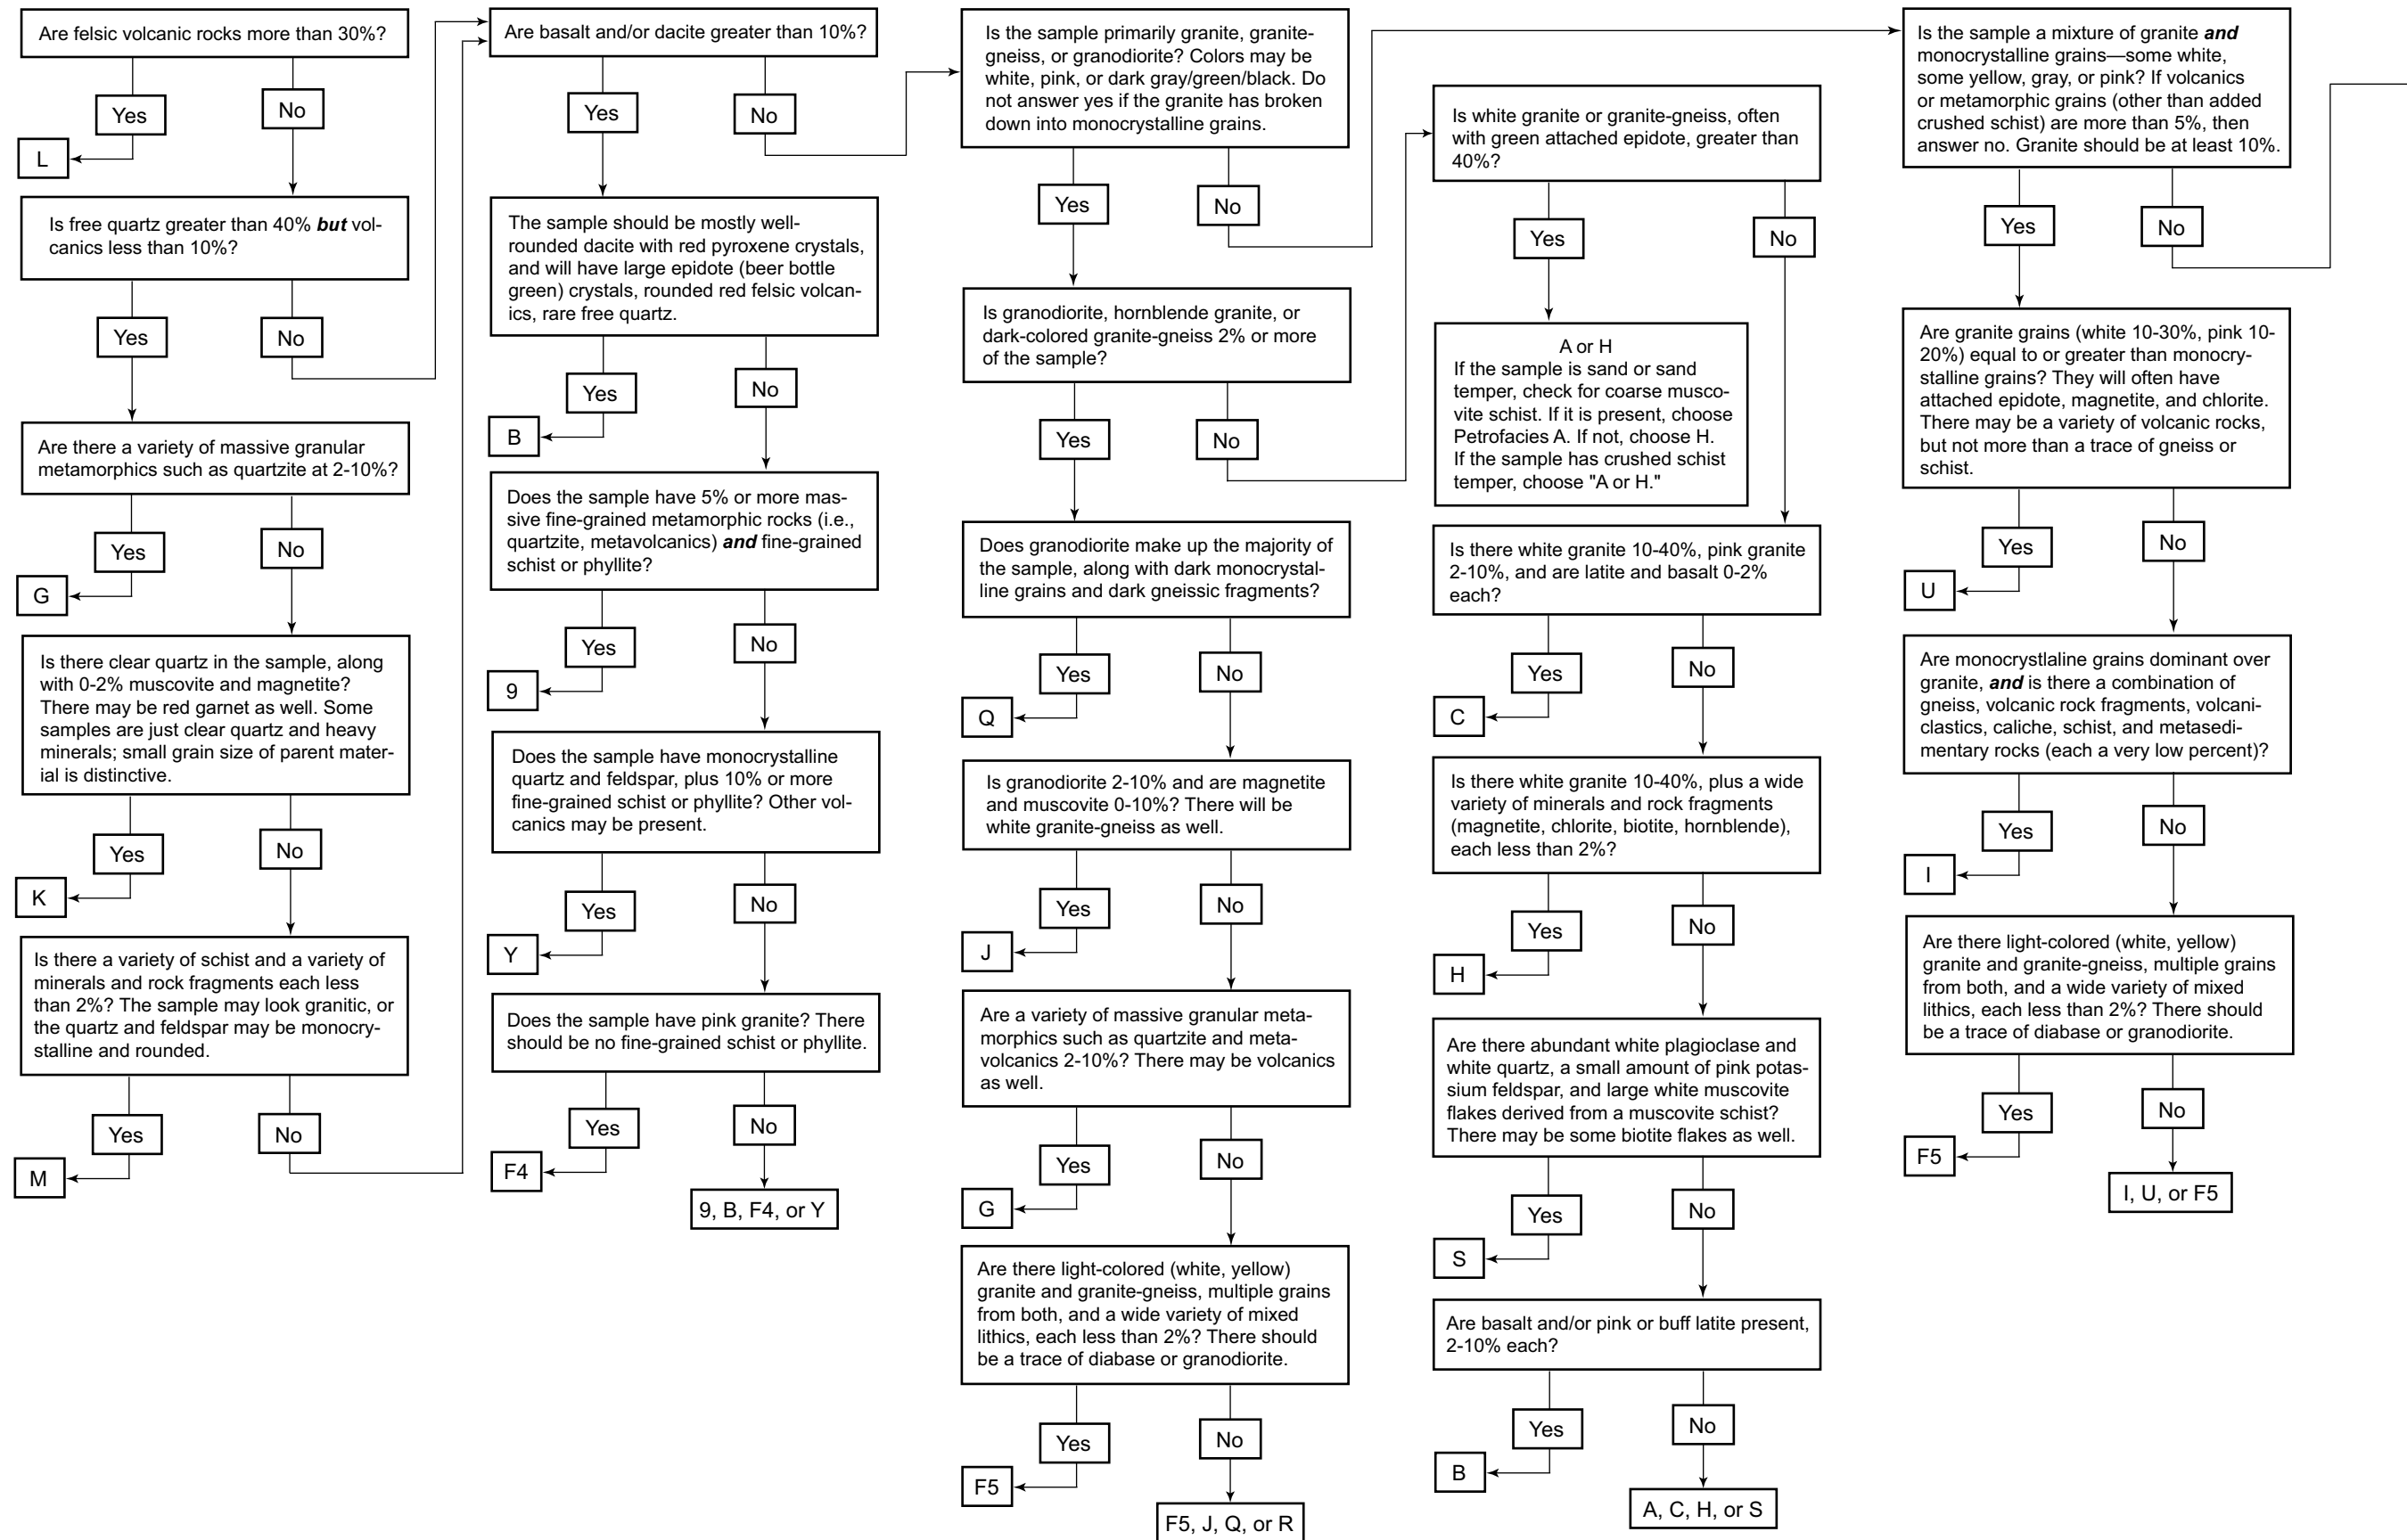 Are felsic volcanic rocks more than 30%?
Yes
No
L
Is free quartz greater than 40% but vol-
canics less than 10%?
Yes
No
Are there a variety of massive granular
metamorphics such as quartzite at 2-10%?
Yes
No
G
Is there clear quartz in the sample, along
with 0-2% muscovite and magnetite?
There may be red garnet as well. Some
samples are just clear quartz and heavy
minerals; small grain size of parent mater-
ial is distinctive.
Yes
No
K
Is there a variety of schist and a variety of
minerals and rock fragments each less
than 2%? The sample may look granitic, or
the quartz and feldspar may be monocry-
stalline and rounded.
Yes
No
M
Are basalt and/or dacite greater than 10%?
Yes
No
The sample should be mostly well-
rounded dacite with red pyroxene crystals,
and will have large epidote (beer bottle
green) crystals, rounded red felsic volcan-
ics, rare free quartz.
Yes
No
B
Does the sample have 5% or more mas-
sive fine-grained metamorphic rocks (i.e.,
quartzite, metavolcanics) and fine-grained
schist or phyllite?
Yes
No
9
Does the sample have monocrystalline
quartz and feldspar, plus 10% or more
fine-grained schist or phyllite? Other vol-
canics may be present.
Yes
No
Y
Does the sample have pink granite? There
should be no fine-grained schist or phyllite.
Yes
No
F4
9, B, F4, or Y
Is the sample primarily granite, granite-
gneiss, or granodiorite? Colors may be
white, pink, or dark gray/green/black. Do
not answer yes if the granite has broken
down into monocrystalline grains.
Yes
No
Is granodiorite, hornblende granite, or
dark-colored granite-gneiss 2% or more
of the sample?
Yes
No
Does granodiorite make up the majority of
the sample, along with dark monocrystal-
line grains and dark gneissic fragments?
Yes
No
Q
Is granodiorite 2-10% and are magnetite
and muscovite 0-10%? There will be
white granite-gneiss as well.
Yes
No
J
Are a variety of massive granular meta-
morphics such as quartzite and meta-
volcanics 2-10%? There may be volcanics
as well.
Yes
No
G
Are there light-colored (white, yellow)
granite and granite-gneiss, multiple grains
from both, and a wide variety of mixed
lithics, each less than 2%? There should
be a trace of diabase or granodiorite.
Yes
No
F5
F5, J, Q, or R
Is white granite or granite-gneiss, often
with green attached epidote, greater than
40%?
Yes
No
A or H
If the sample is sand or sand
temper, check for coarse musco-
vite schist. If it is present, choose
Petrofacies A. If not, choose H.
If the sample has crushed schist
temper, choose "A or H."
Is there white granite 10-40%, pink granite
2-10%, and are latite and basalt 0-2%
each?
Yes
No
C
Is there white granite 10-40%, plus a wide
variety of minerals and rock fragments
(magnetite, chlorite, biotite, hornblende),
each less than 2%?
Yes
No
H
Are there abundant white plagioclase and
white quartz, a small amount of pink potas-
sium feldspar, and large white muscovite
flakes derived from a muscovite schist?
There may be some biotite flakes as well.
Yes
No
S
Are basalt and/or pink or buff latite present,
2-10% each?
Yes
No
B
A, C, H, or S
Is the sample a mixture of granite and
monocrystalline grains—some white,
some yellow, gray, or pink? If volcanics
or metamorphic grains (other than added
crushed schist) are more than 5%, then
answer no. Granite should be at least 10%.
Yes
No
Are granite grains (white 10-30%, pink 10-
20%) equal to or greater than monocry-
stalline grains? They will often have
attached epidote, magnetite, and chlorite.
There may be a variety of volcanic rocks,
but not more than a trace of gneiss or
schist.
Yes
No
U
Are monocrystlaline grains dominant over
granite, and is there a combination of
gneiss, volcanic rock fragments, volcani-
clastics, caliche, schist, and metasedi-
mentary rocks (each a very low percent)?
Yes
No
I
Are there light-colored (white, yellow)
granite and granite-gneiss, multiple grains
from both, and a wide variety of mixed
lithics, each less than 2%? There should
be a trace of diabase or granodiorite.
Yes
No
F5
I, U, or F5